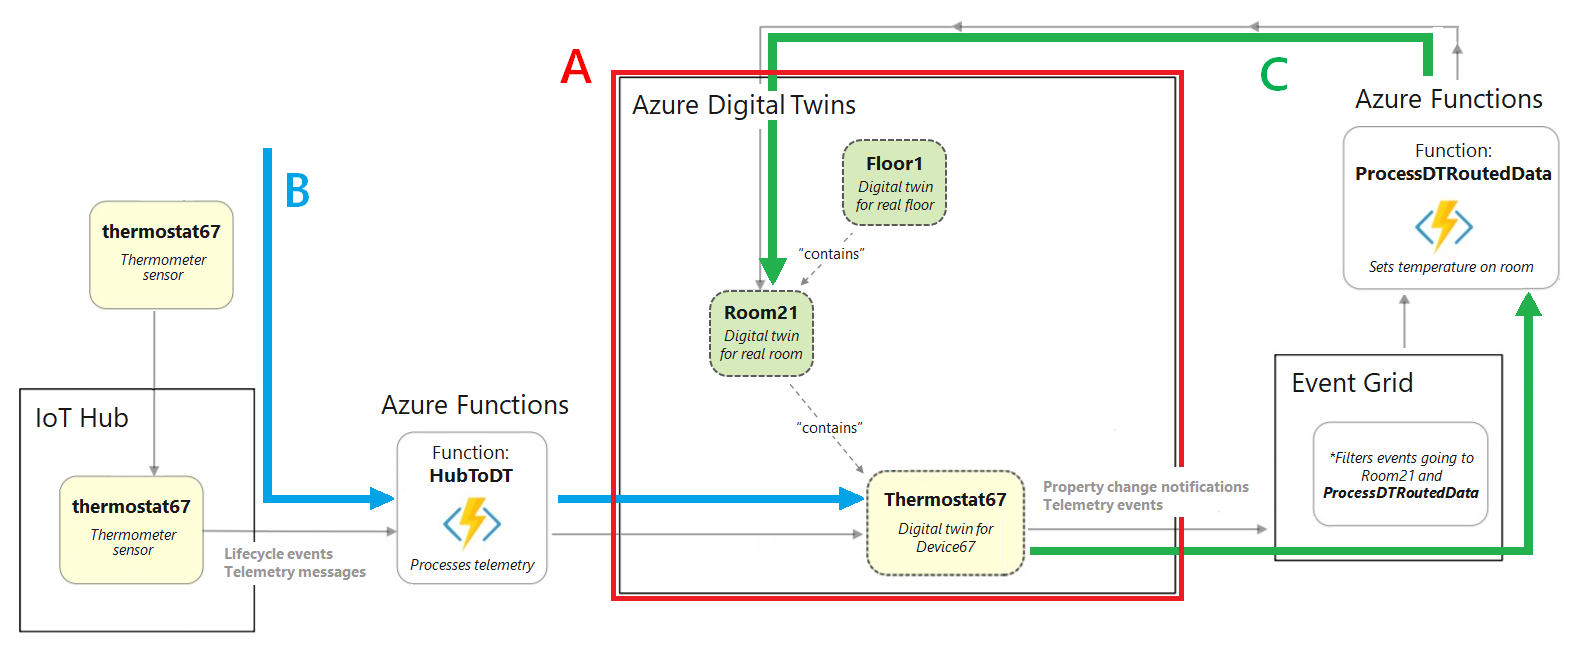 A
B
C
thermostat67
Thermometer
sensor
IoT Hub
thermostat67
Thermometer
sensor
Lifecycle events
Telemetry messages
Azure Functions
Function:
HubToDT
Processes telemetry
Azure Digital Twins
Floor1
Digital twin
for real floor
“contains”
Room21
Digital twin
for real room
“contains”
Thermostat67
Digital twin for
Device67
Property change notifications
Telemetry events
Event Grid
*Filters events going to
Room21 and
ProcessDTRoutedData
Azure Functions
Function:
ProcessDTRoutedData
Sets temperature on room